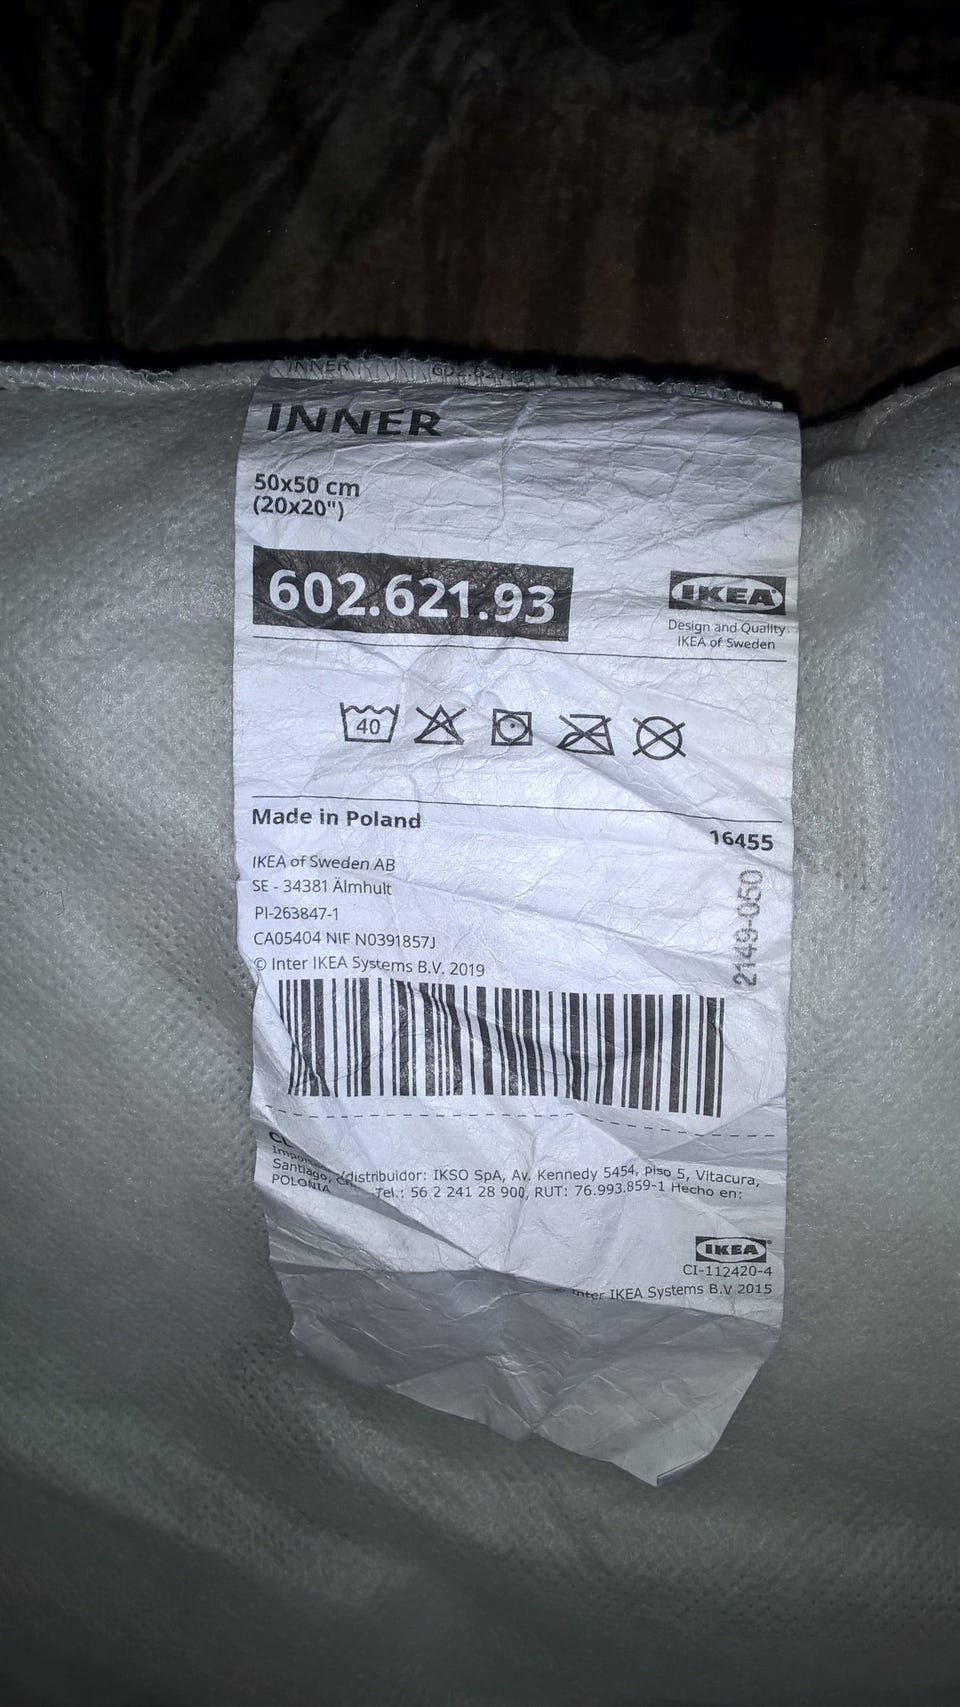 INNER
INNER
50x50 cm
(20x20")
602.621.93
IKEA
Design and Quality
IKEA of Sweden
40
Made in Poland
16455
IKEA of Sweden AB
SE - 34381 Älmhult
PI-263847-1
CA05404 NIF N0391857J
© Inter IKEA Systems B.V. 2019
2149-050
distribuidor: IKSO SpA, Av. Kennedy 5454, piso 5, Vitacura,
Santiago, Tel.: 56 2 241 28 900, RUT: 76.993.859-1 Hecho en:
POLONIA
IKEA®
CI-112420-4
Inter IKEA Systems B.V 2015